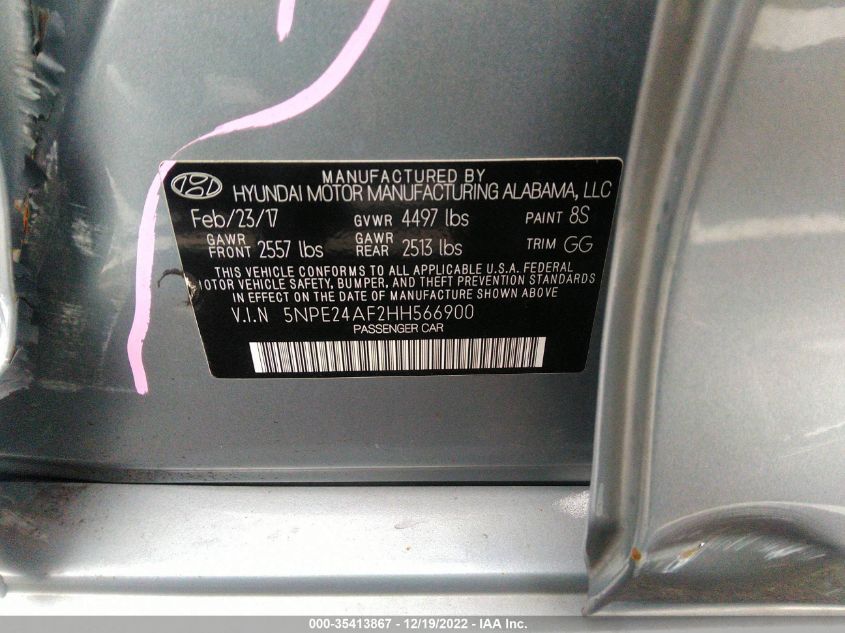 MANUFACTURED BY
HYUNDAI MOTOR MANUFACTURING ALABAMA, LLC
Feb/23/17 GVWR 4497 lbs PAINT 8S
GAWR FRONT 2557 lbs GAWR REAR 2513 lbs TRIM GG
THIS VEHICLE CONFORMS TO ALL APPLICABLE U.S.A. FEDERAL
MOTOR VEHICLE SAFETY, BUMPER, AND THEFT PREVENTION STANDARDS
IN EFFECT ON THE DATE OF MANUFACTURE SHOWN ABOVE
V.I.N 5NPE24AF2HH566900
PASSENGER CAR
000-35413867 - 12/19/2022 - IAA Inc.